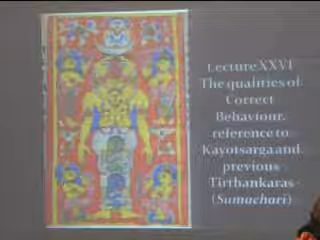 Lecture XXVI
The qualities of
Correct
Behaviour,
reference to
Kayotsarga and
previous
Tirthankaras
(Sumachari)